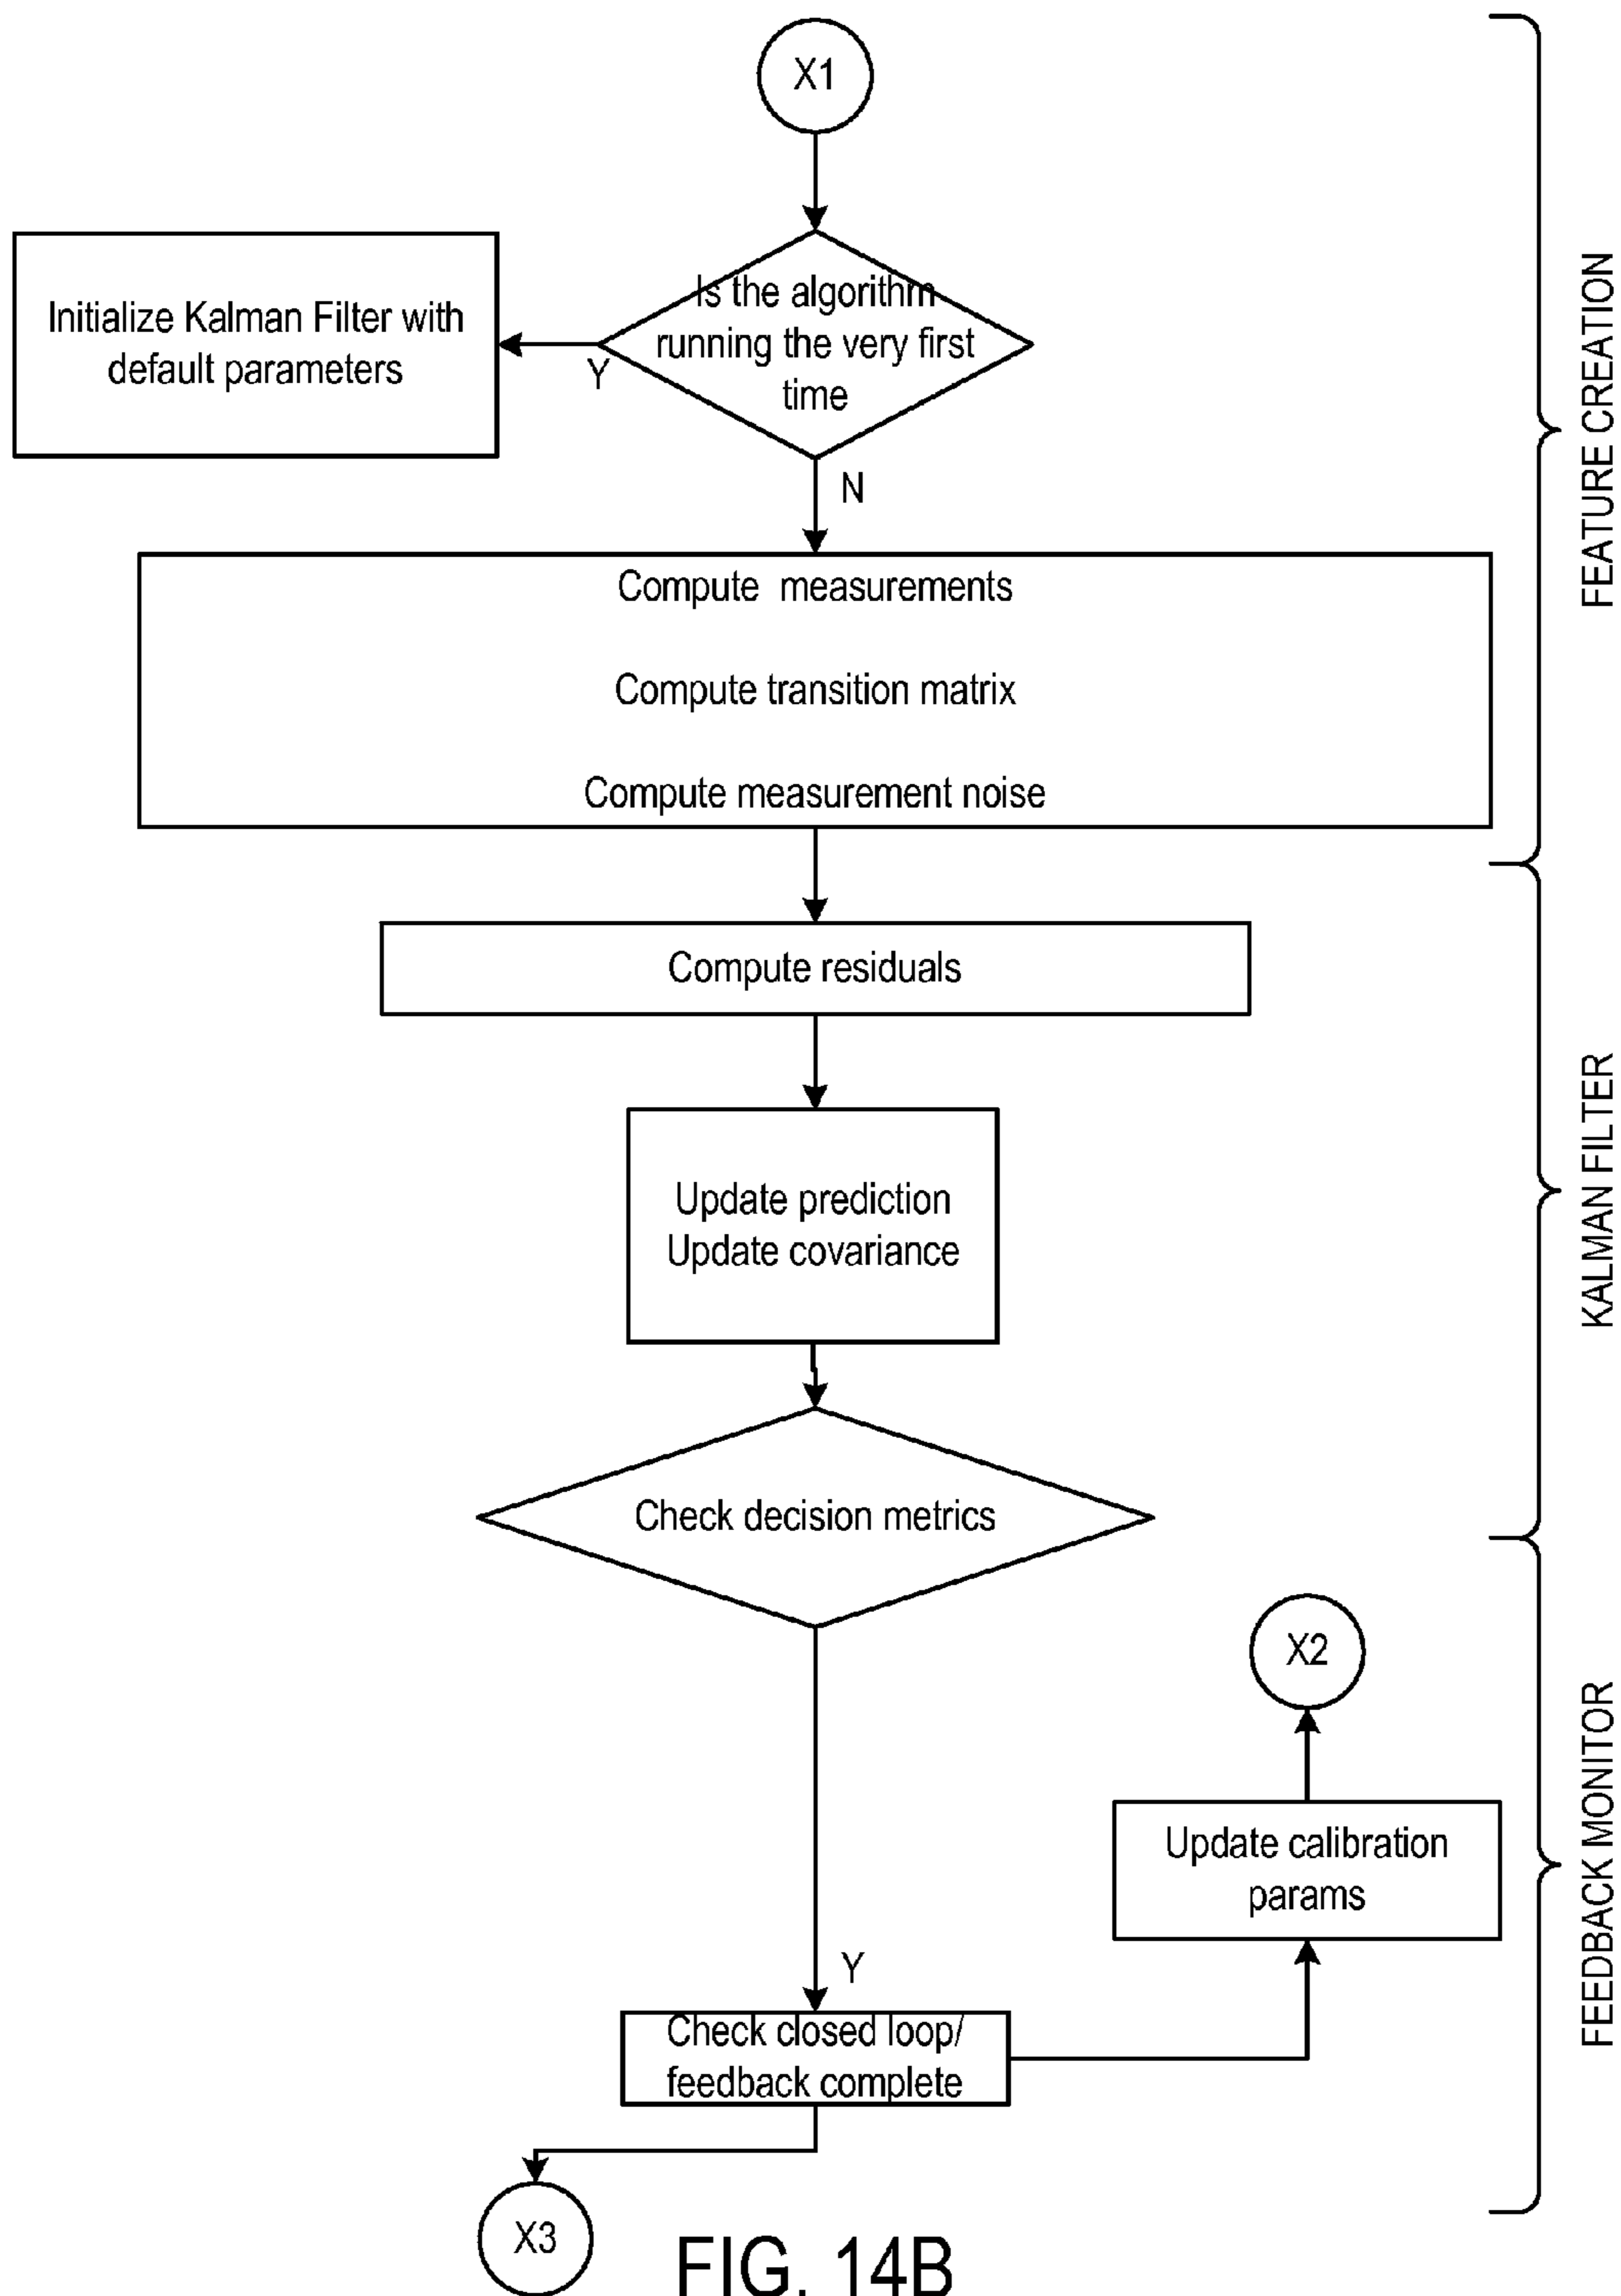 X1
Is the algorithm
running the very first
time
Initialize Kalman Filter with
default parameters
Y
N
Compute measurements
Compute transition matrix
Compute measurement noise
FEATURE CREATION
Compute residuals
Update prediction
Update covariance
Check decision metrics
KALMAN FILTER
X2
Update calibration
params
Y
Check closed loop/
feedback complete
FEEDBACK MONITOR
X3
FIG. 14B